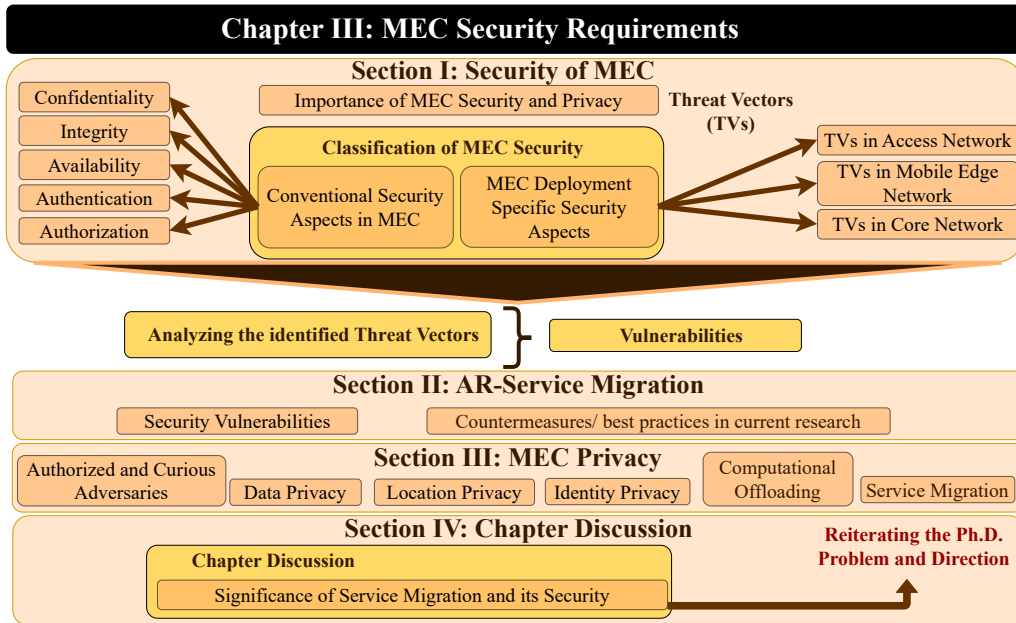 Chapter III: MEC Security Requirements
Section I: Security of MEC
Confidentiality
Integrity
Availability
Authentication
Authorization
Importance of MEC Security and Privacy
Classification of MEC Security
Conventional Security
Aspects in MEC
MEC Deployment
Specific Security
Aspects
Threat Vectors
(TVs)
TVs in Access Network
TVs in Mobile Edge
Network
TVs in Core Network
Analyzing the identified Threat Vectors
Vulnerabilities
Section II: AR-Service Migration
Security Vulnerabilities
Countermeasures/ best practices in current research
Section III: MEC Privacy
Authorized and Curious
Adversaries
Data Privacy
Location Privacy
Identity Privacy
Computational
Offloading
Service Migration
Section IV: Chapter Discussion
Chapter Discussion
Significance of Service Migration and its Security
Reiterating the Ph.D.
Problem and Direction